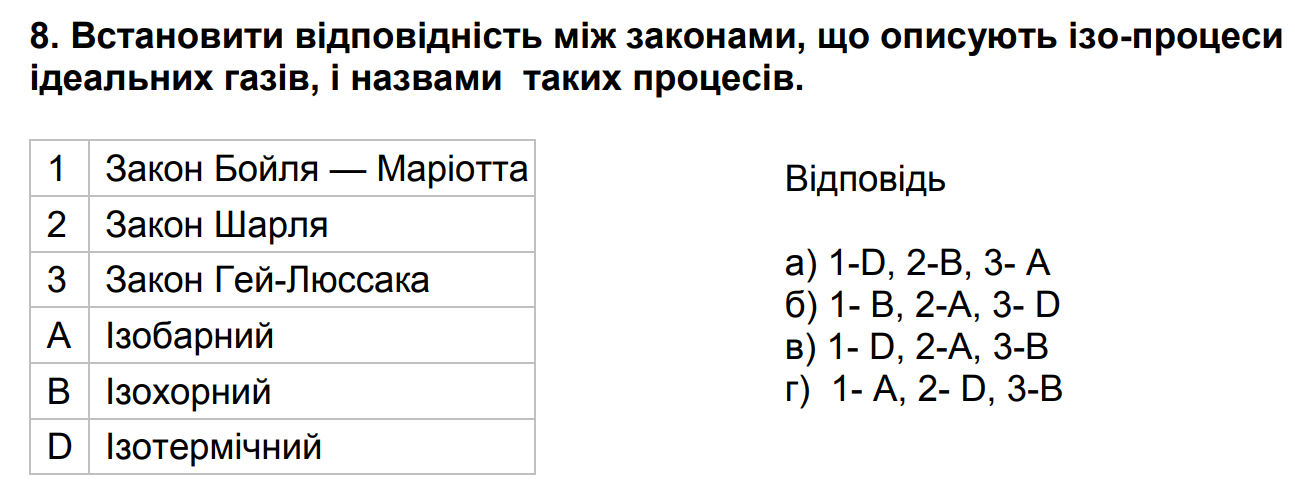 8. Встановити відповідність між законами, що описують ізо-процеси
ідеальних газів, і назвами таких процесів.
1 Закон Бойля — Маріотта
2 Закон Шарля
3 Закон Гей-Люссака
A Ізобарний
B Ізохорний
D Ізотермічний
Відповідь
а) 1-D, 2-B, 3- A
б) 1- B, 2-A, 3- D
в) 1- D, 2-A, 3-B
г) 1- A, 2- D, 3-B